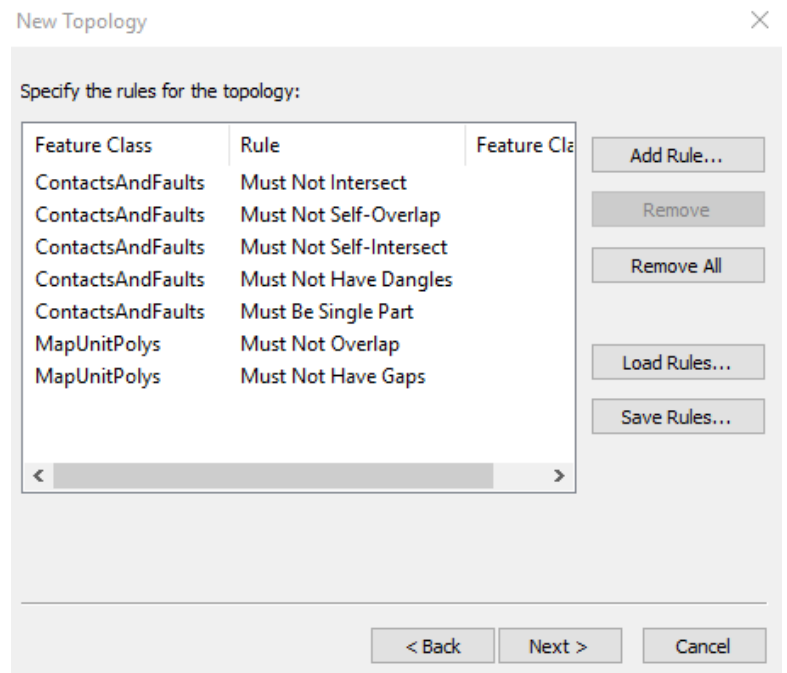 New Topology
Specify the rules for the topology:
Feature Class Rule Feature Cla
ContactsAndFaults Must Not Intersect
ContactsAndFaults Must Not Self-Overlap
ContactsAndFaults Must Not Self-Intersect
ContactsAndFaults Must Not Have Dangles
ContactsAndFaults Must Be Single Part
MapUnitPolys Must Not Overlap
MapUnitPolys Must Not Have Gaps
Add Rule...
Remove
Remove All
Load Rules...
Save Rules...
< Back Next > Cancel